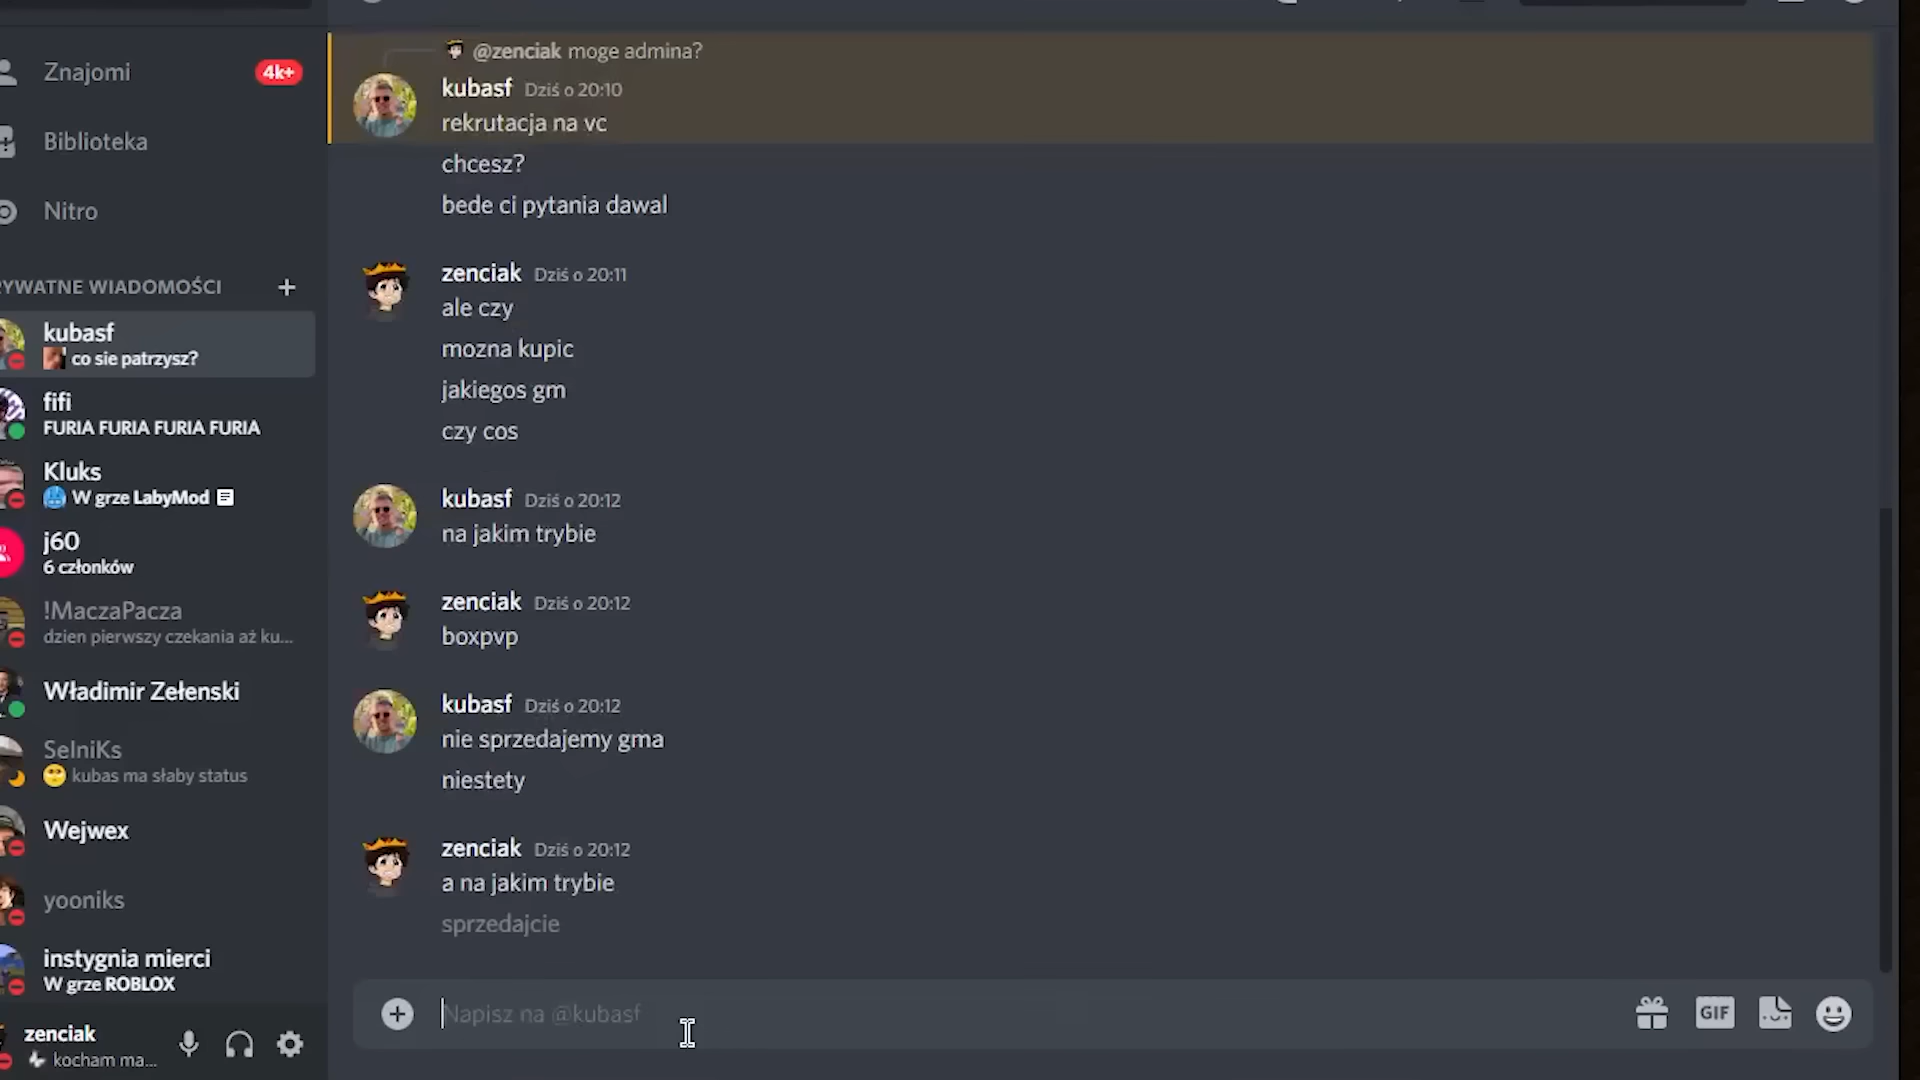 Znajomi
4k+
Biblioteka
Nitro
RYWATNE WIADOMOŚCI
kubasf
co sie patrzysz?
fifi
FURIA FURIA FURIA FURIA
Kluks
W grze LabyMod
j60
6 członków
!MaczaPacza
dzien pierwszy czekania aż ku...
Władimir Zełenski
SelniKs
kubas ma słaby status
Wejwex
yooniks
instygnia mierci
W grze ROBLOX
zenciak
kocham ma...
@zenciak moge admina?
kubasf Dziś o 20:10
rekrutacja na vc
chcesz?
bede ci pytania dawal
zenciak Dziś o 20:11
ale czy
mozna kupic
jakiegos gm
czy cos
kubasf Dziś o 20:12
na jakim trybie
zenciak Dziś o 20:12
boxpvp
kubasf Dziś o 20:12
nie sprzedajemy gma
niestety
zenciak Dziś o 20:12
a na jakim trybie
sprzedajcie
Napisz na @kubasf
GIF